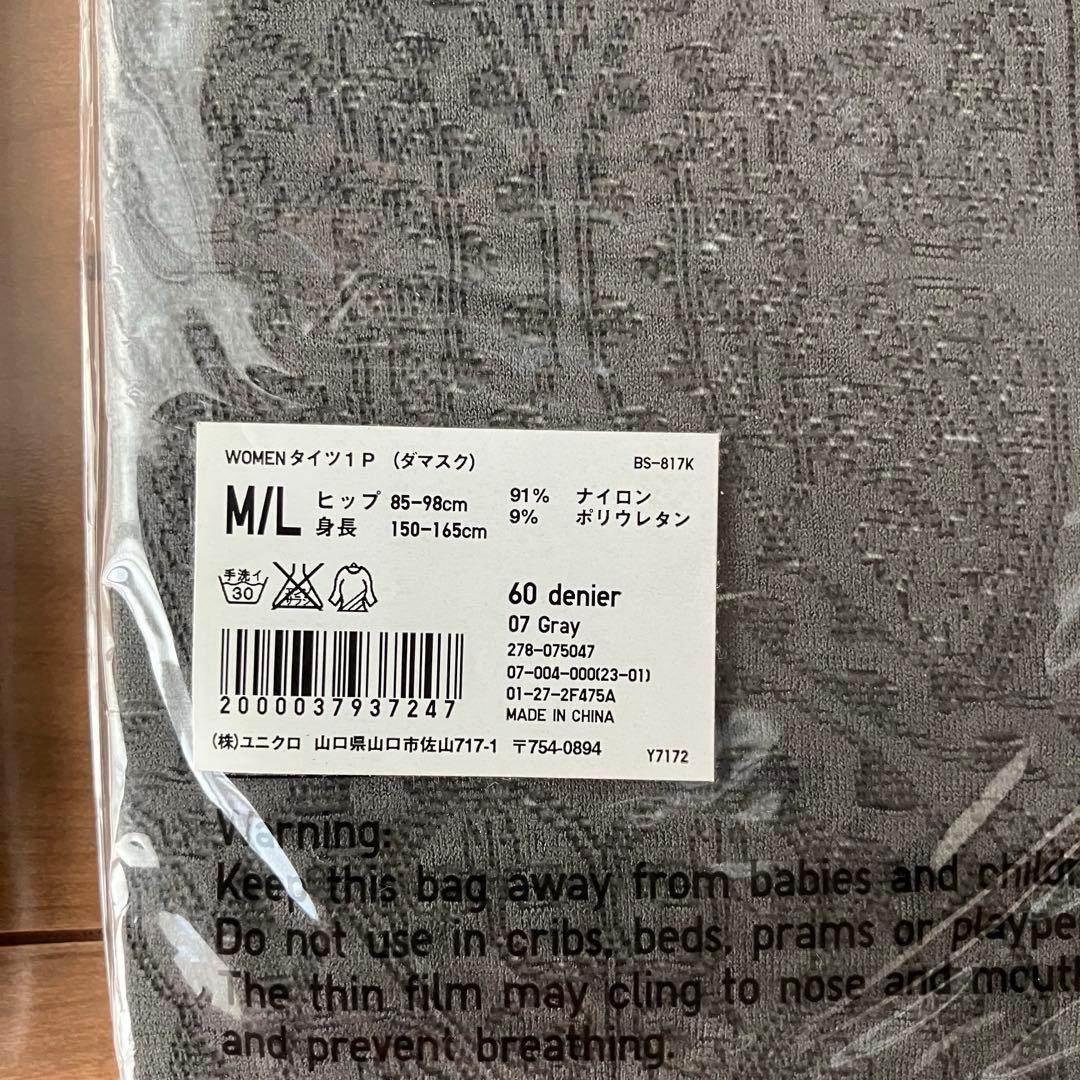 WOMENタイツ1P (ダマスク) BS-817K
M/L ヒップ 85-98cm 91% ナイロン
身長 150-165cm 9% ポリウレタン
手洗イ
30
60 denier
07 Gray
278-075047
07-004-000(23-01)
01-27-2F475A
MADE IN CHINA
2000037937247
(株)ユニクロ 山口県山口市佐山717-1 〒754-0894 Y7172
Warning:
Keep this bag away from babies and
Do not use in cribs, beds, prams or
The thin film may cling to nose and
and prevent breathing.